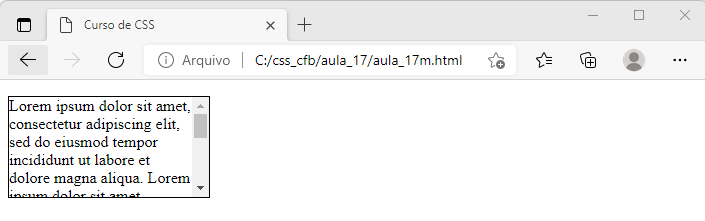 Curso de CSS
Arquivo C:/css_cfb/aula_17/aula_17m.html
Lorem ipsum dolor sit amet,
consectetur adipiscing elit,
sed do eiusmod tempor
incididunt ut labore et
dolore magna aliqua. Lorem
ipsum dolor sit amet,